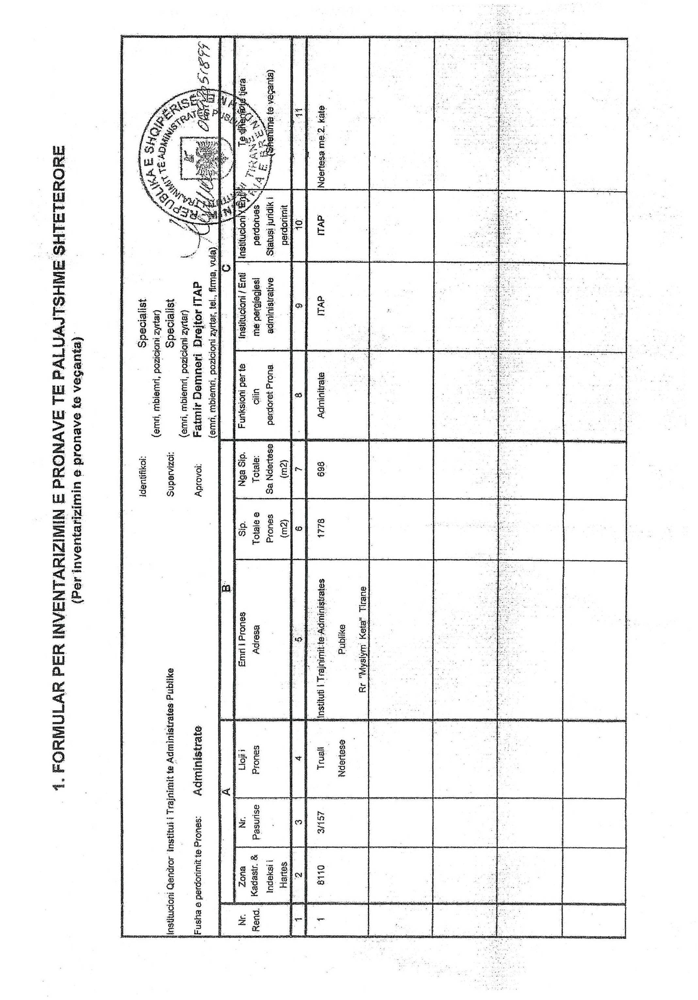 1. FORMULAR PER INVENTARIZIMIN E PRONAVE TE PALUAJTSHME SHTETERORE
(Per inventarizimin e pronave te veçanta)
Identifikoi: Specialist
(emri, mbiemri, pozicioni zyrtar)
Institucioni Qendror Institui i Trajnimit te Administrates Publike Supervizoi: Specialist
(emri, mbiemri, pozicioni zyrtar)
Fusha e perdorimit te Prones: Administrate Aprovoi: Fatmir Demneri Drejtor ITAP
(emri, mbiemri, pozicioni zyrtar, tel., firma, vula)
REPUBLIKA E SHQIPËRISE
TRAJNIMIT TE ADMINISTRATES
TIRANE
A B C
Nr. Rend.
Zona Kadastr. & Indeksi i Hartes
Nr. Pasurise
Lloji i Prones
Emri i Prones Adresa
Sip. Totale e Prones (m2)
Nga Sip. Totale: Sa Ndertese (m2)
Funksioni per te cilin perdoret Prona
Institucioni / Enti me pergjegjesi administrative
Institucioni / Enti perdorues Statusi juridik i perdorimit
Te dhena te tjera (Shenime te veçanta)
1 2 3 4 5 6 7 8 9 10 11
1 8110 3/157 Truall Instituti I Trajnimit te Administrates 1778 698 Adminitrate ITAP ITAP Ndertesa me 2. Kate
Ndertese Publike
Rr "Myslym Keta" Tirane